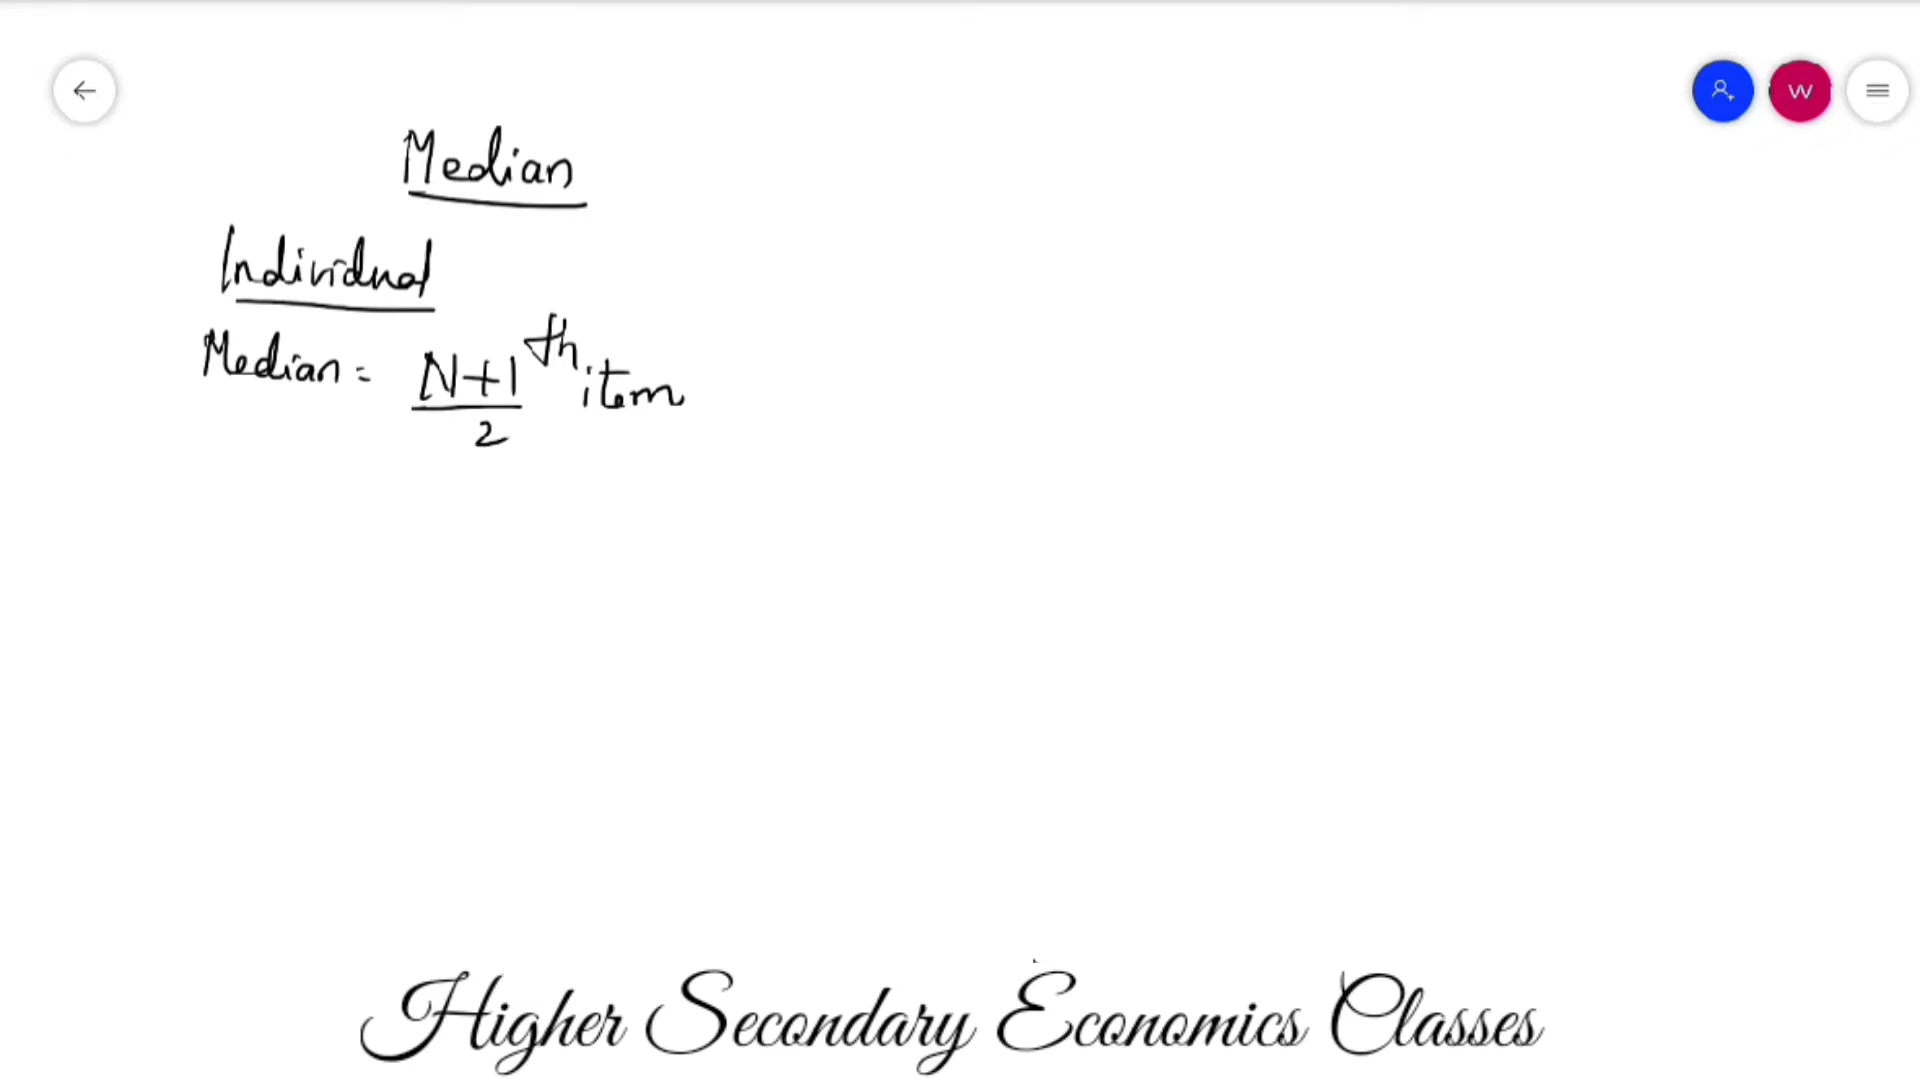 W
Median
Individual
Median = N+1/2 th item
Higher Secondary Economics Classes